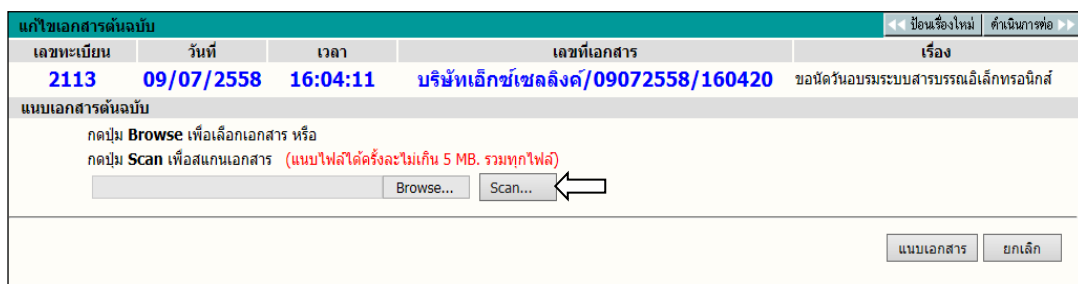 แก้ไขเอกสารต้นฉบับ ป้อนเรื่องใหม่ ดำเนินการต่อ
เลขทะเบียน วันที่ เวลา เลขที่เอกสาร เรื่อง
2113 09/07/2558 16:04:11 บริษัทเอ็กซ์เซลลิงค์/09072558/160420 ขอนัดวันอบรมระบบสารบรรณอิเล็กทรอนิกส์
แนบเอกสารต้นฉบับ
กดปุ่ม Browse เพื่อเลือกเอกสาร หรือ
กดปุ่ม Scan เพื่อสแกนเอกสาร (แนบไฟล์ได้ครั้งละไม่เกิน 5 MB. รวมทุกไฟล์)
Browse... Scan...
แนบเอกสาร ยกเลิก